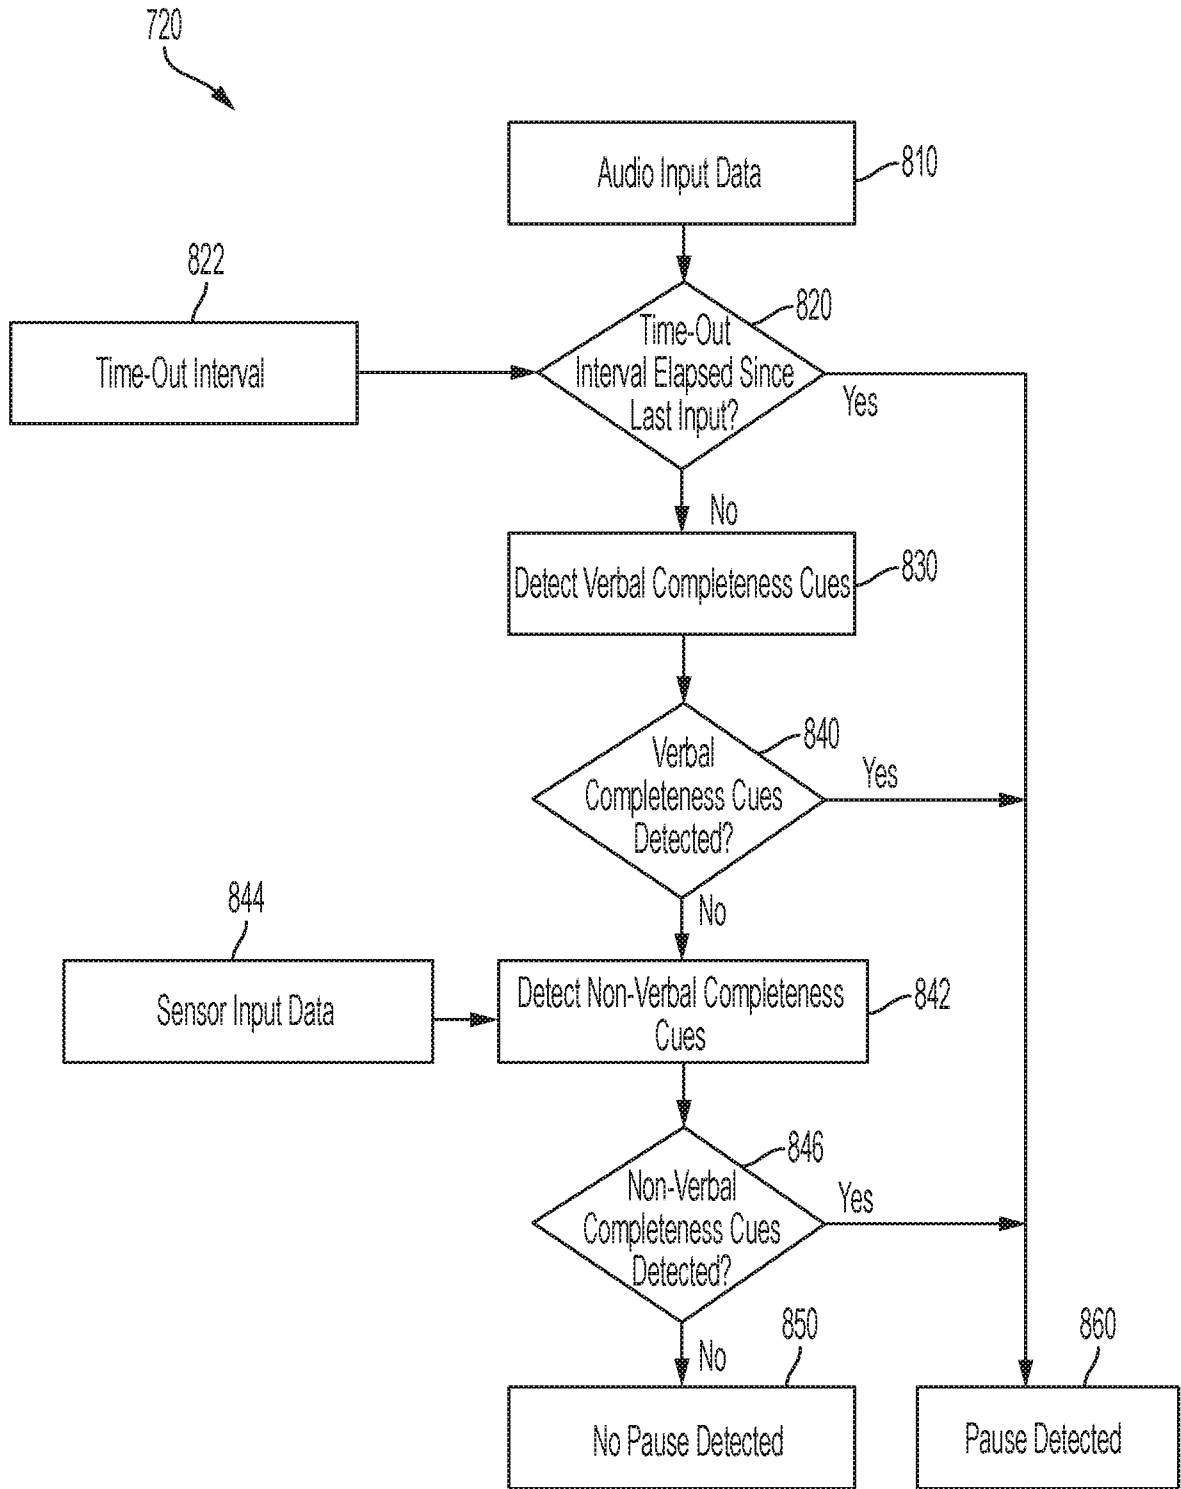 720
Audio Input Data
810
822
Time-Out Interval
820
Time-Out
Interval Elapsed Since
Last Input?
Yes
No
Detect Verbal Completeness Cues
830
840
Verbal
Completeness Cues
Detected?
Yes
No
844
Sensor Input Data
Detect Non-Verbal Completeness
Cues
842
846
Non-Verbal
Completeness Cues
Detected?
Yes
No
850
No Pause Detected
860
Pause Detected